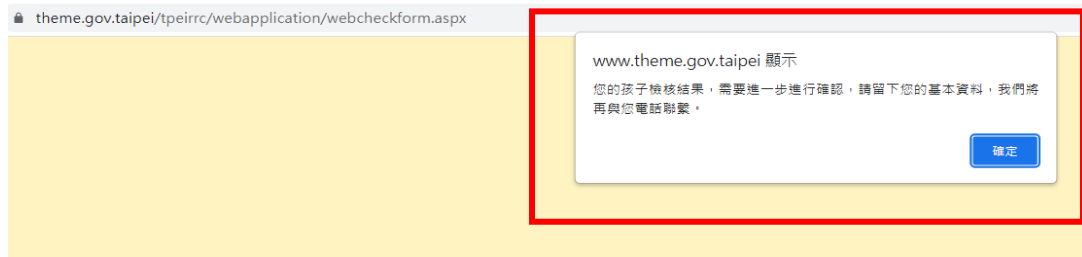 theme.gov.taipei/tpeirrc/webapplication/webcheckform.aspx
www.theme.gov.taipei 顯示
您的孩子檢核結果，需要進一步進行確認，請留下您的基本資料，我們將
再與您電話聯繫。
確定